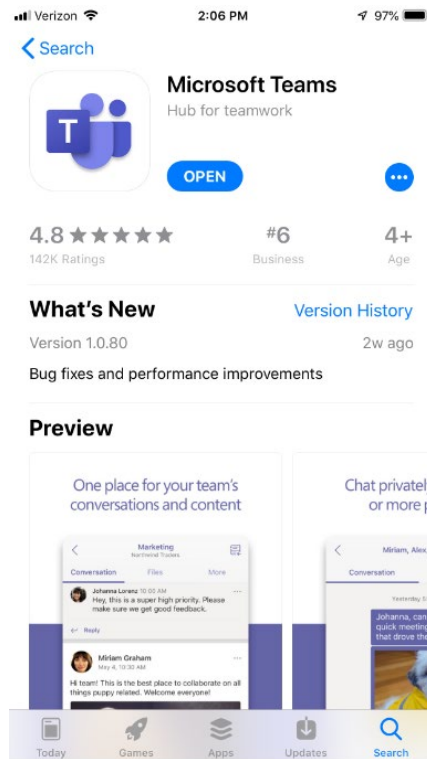 Verizon 2:06 PM 97%
Search
T
Microsoft Teams
Hub for teamwork
OPEN
4.8 #6 4+
142K Ratings Business Age
What's New Version History
Version 1.0.80 2w ago
Bug fixes and performance improvements
Preview
One place for your team's
conversations and content
Marketing
Northwind Traders
Conversation Files More
Johanna Lorenz 10:00 AM
Hey, this is a super high priority. Please
make sure we get good feedback.
Reply
Miriam Graham
May 4, 10:30 AM
Hi team! This is the best place to collaborate on all
things puppy related. Welcome everyone!
Chat privatel
or more p
Miriam, Alex
Conversation
Yesterday
Johanna, can
quick meeting
that drove the
Today Games Apps Updates Search